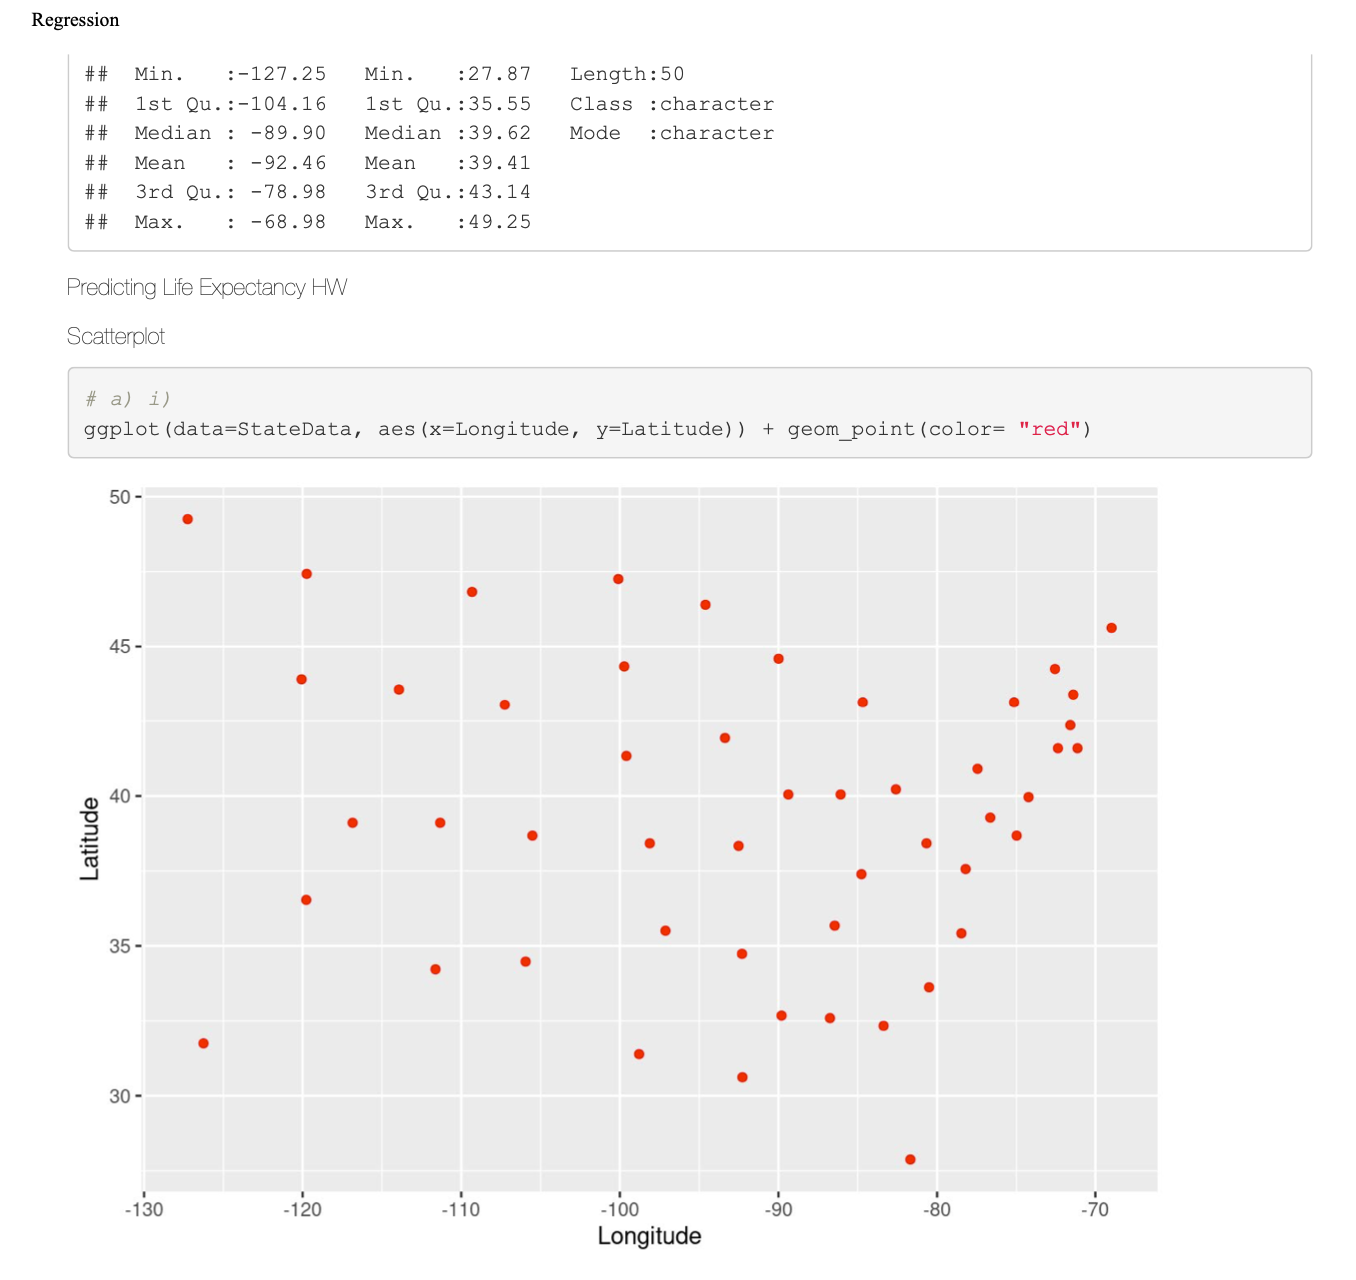 Regression
## Min. :-127.25 Min. :27.87 Length:50
## 1st Qu.:-104.16 1st Qu.:35.55 Class :character
## Median : -89.90 Median :39.62 Mode :character
## Mean : -92.46 Mean :39.41
## 3rd Qu.: -78.98 3rd Qu.:43.14
## Max. : -68.98 Max. :49.25
Predicting Life Expectancy HW
Scatterplot
# a) i)
ggplot(data=StateData, aes(x=Longitude, y=Latitude)) + geom_point(color= "red")
50
45
40
35
30
Latitude
-130 -120 -110 -100 -90 -80 -70
Longitude